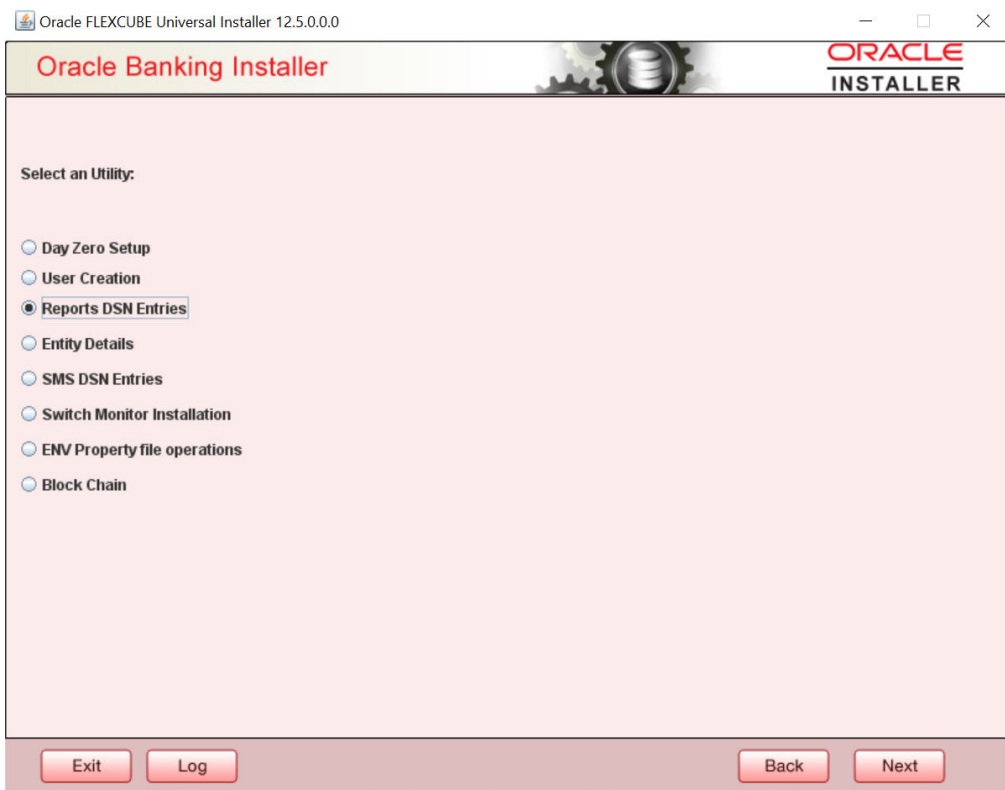 Oracle FLEXCUBE Universal Installer 12.5.0.0.0
Oracle Banking Installer
ORACLE
INSTALLER
Select an Utility:
Day Zero Setup
User Creation
Reports DSN Entries
Entity Details
SMS DSN Entries
Switch Monitor Installation
ENV Property file operations
Block Chain
Exit Log Back Next